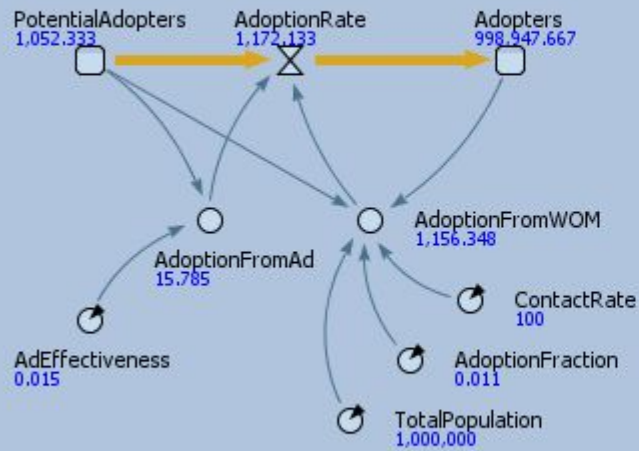 PotentialAdopters
1,052.333
AdoptionRate
1,172.133
Adopters
998,947.667
AdoptionFromAd
15.785
AdoptionFromWOM
1,156.348
AdEffectiveness
0.015
ContactRate
100
AdoptionFraction
0.011
TotalPopulation
1,000,000